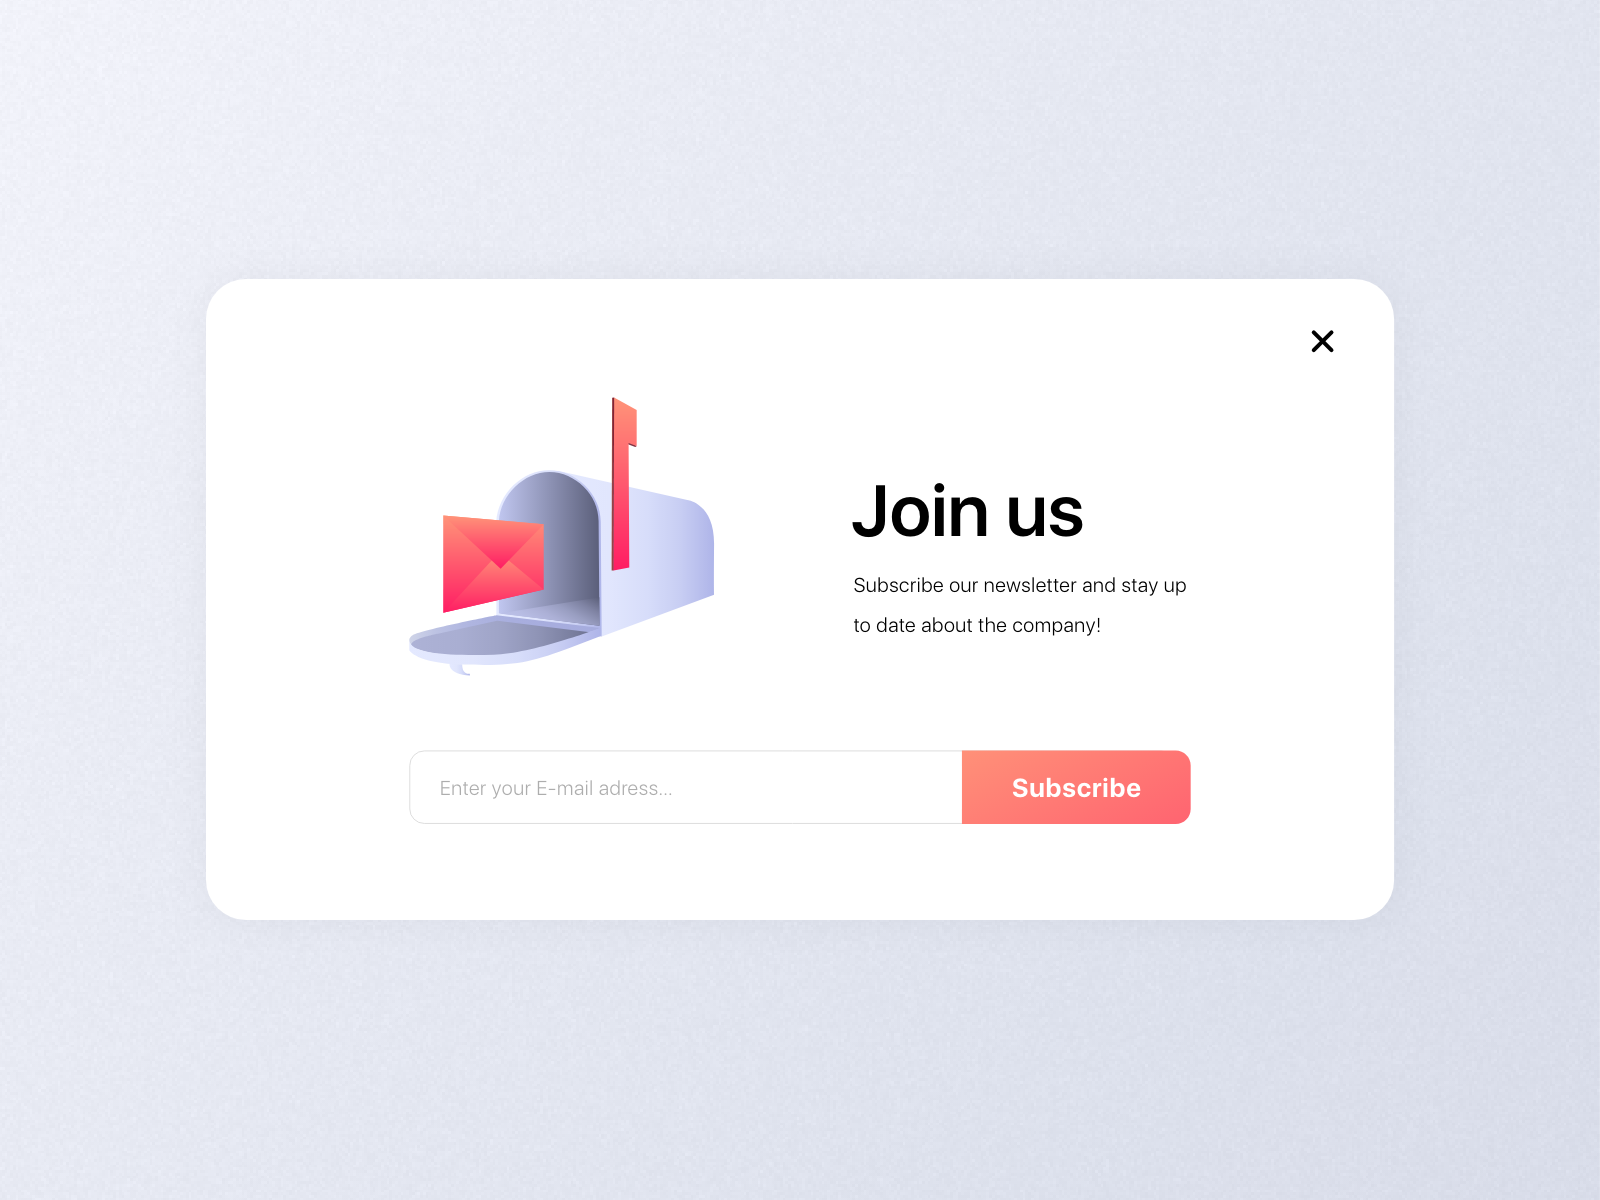 Join us
Subscribe our newsletter and stay up
to date about the company!
Enter your E-mail adress...
Subscribe